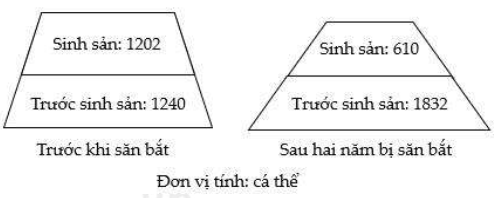 Sinh sản: 1202
Trước sinh sản: 1240
Trước khi săn bắt
Sinh sản: 610
Trước sinh sản: 1832
Sau hai năm bị săn bắt
Đơn vị tính: cá thể